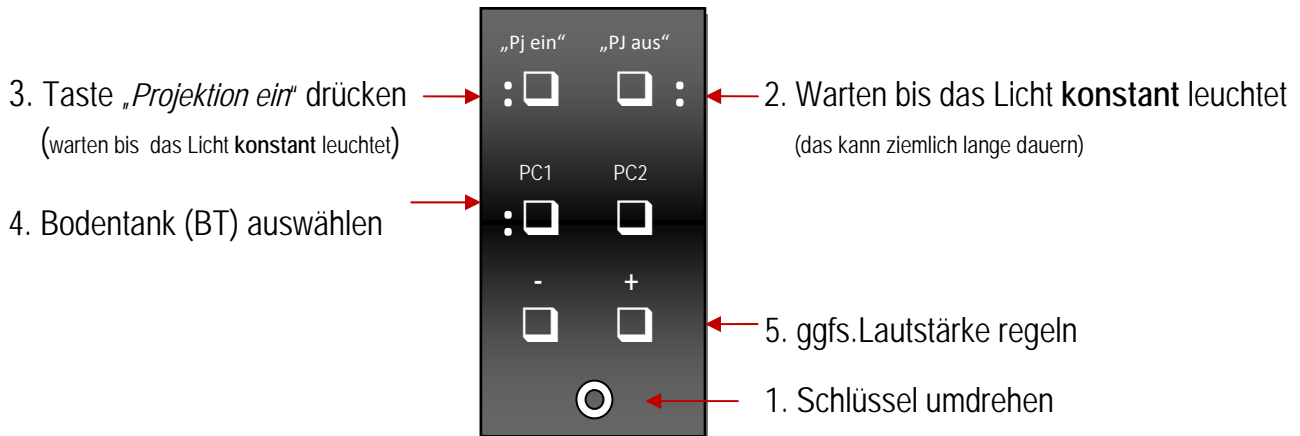 „Pj ein“ „PJ aus“
3. Taste „Projektion ein“ drücken
(warten bis das Licht konstant leuchtet)
2. Warten bis das Licht konstant leuchtet
(das kann ziemlich lange dauern)
PC1 PC2
4. Bodentank (BT) auswählen
- +
5. ggfs.Lautstärke regeln
1. Schlüssel umdrehen